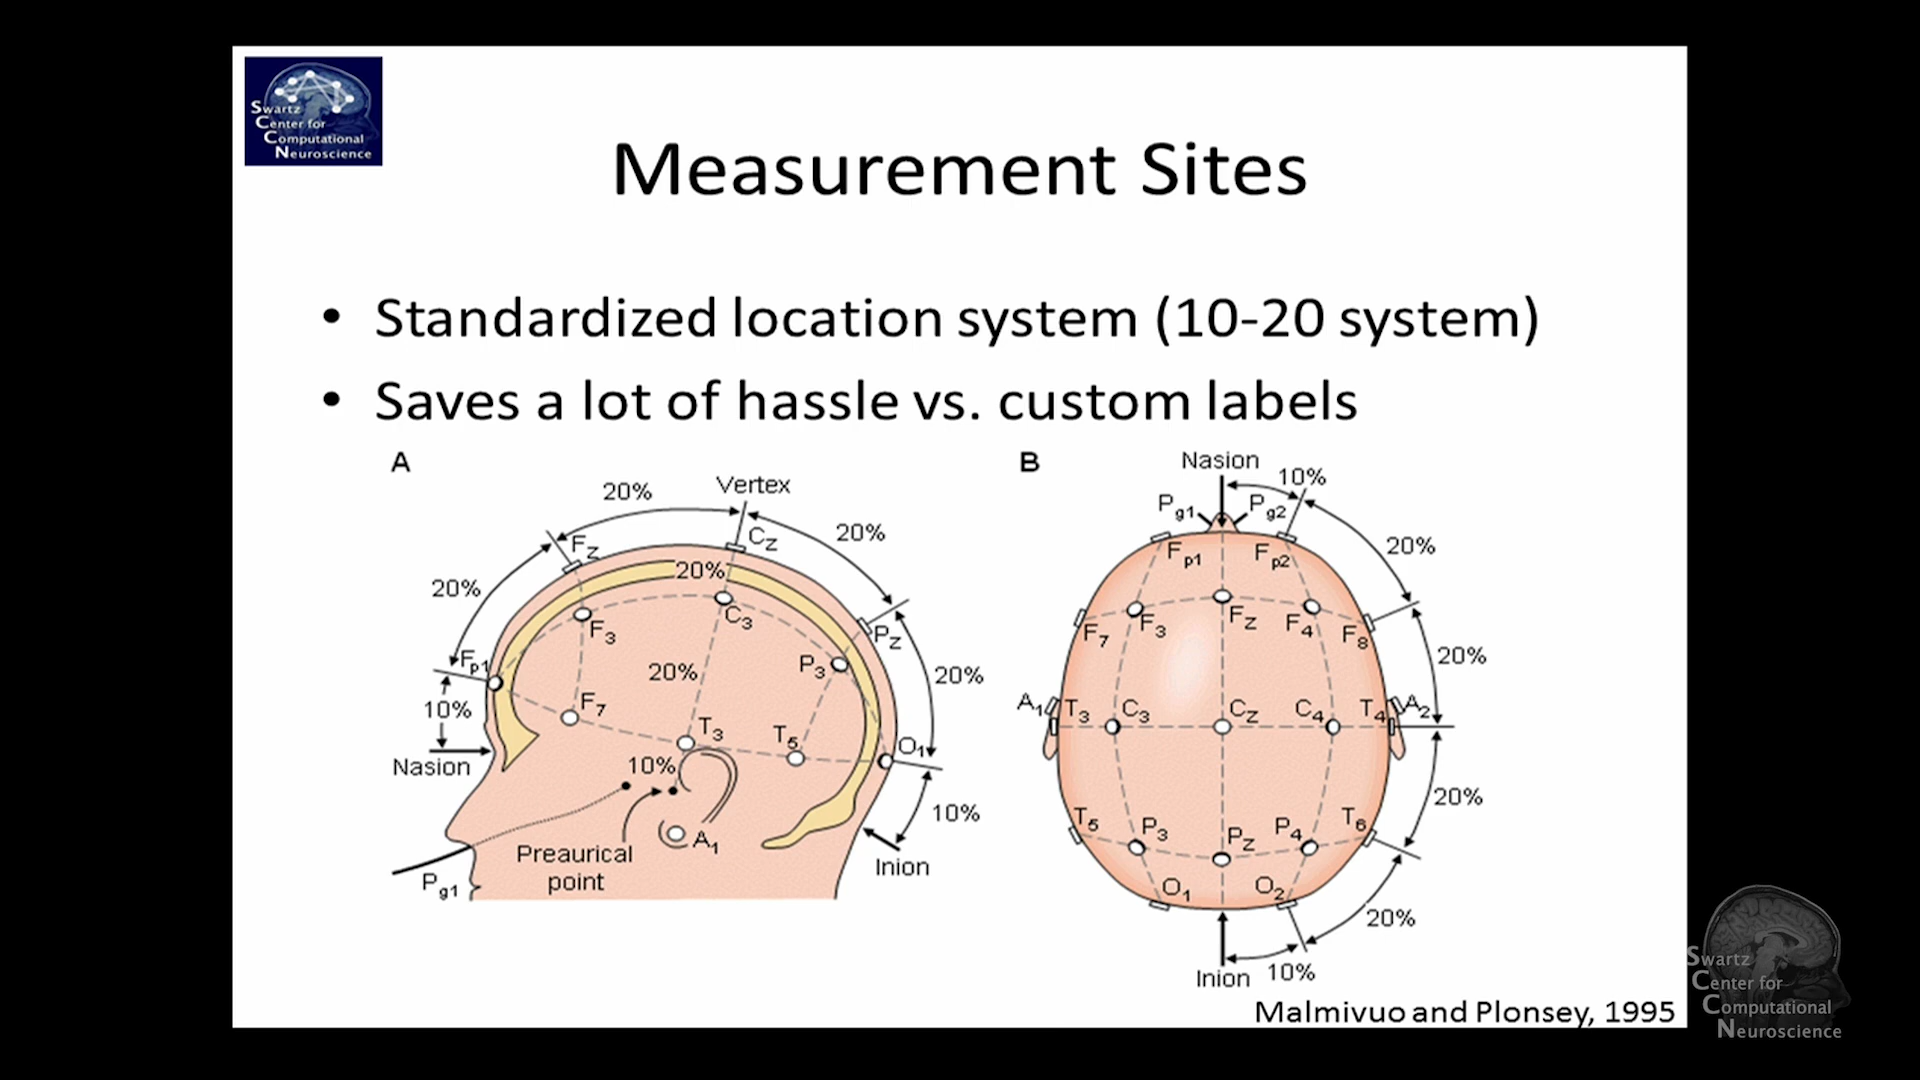 Swartz
Center for
Computational
Neuroscience
Measurement Sites
• Standardized location system (10-20 system)
• Saves a lot of hassle vs. custom labels
A
Vertex
20%
20%
Cz
Fz
20%
20%
C3
F3
Pz
Fp1
P3
20%
20%
F7
10%
T3
T5
O1
Nasion
10%
10%
A1
Preaurical
point
Inion
Pg1
B
Nasion
10%
Pg1
Pg2
20%
Fp1
Fp2
F7
F3
Fz
F4
F8
20%
A1
T3
C3
Cz
C4
T4
A2
20%
T5
P3
Pz
P4
T6
O1
O2
20%
Inion
10%
Malmivuo and Plonsey, 1995
Swartz
Center for
Computational
Neuroscience